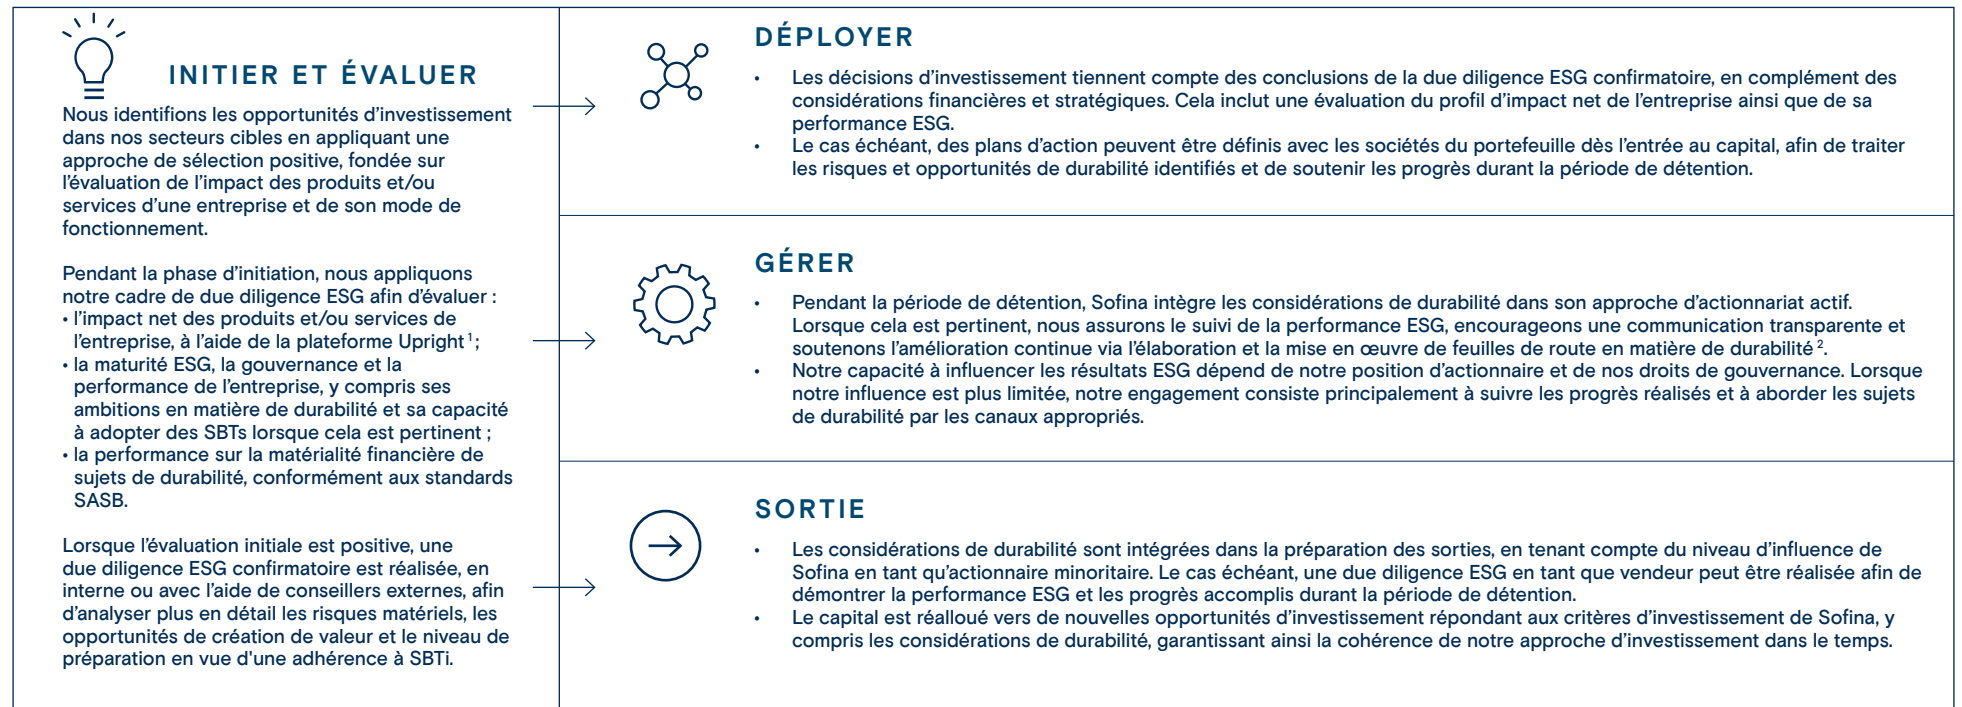 INITIER ET ÉVALUER
Nous identifions les opportunités d’investissement
dans nos secteurs cibles en appliquant une
approche de sélection positive, fondée sur
l’évaluation de l’impact des produits et/ou
services d’une entreprise et de son mode de
fonctionnement.
Pendant la phase d’initiation, nous appliquons
notre cadre de due diligence ESG afin d’évaluer :
• l’impact net des produits et/ou services de
l’entreprise, à l’aide de la plateforme Upright ¹ ;
• la maturité ESG, la gouvernance et la
performance de l’entreprise, y compris ses
ambitions en matière de durabilité et sa capacité
à adopter des SBTs lorsque cela est pertinent ;
• la performance sur la matérialité financière de
sujets de durabilité, conformément aux standards
SASB.
Lorsque l’évaluation initiale est positive, une
due diligence ESG confirmatoire est réalisée, en
interne ou avec l’aide de conseillers externes, afin
d’analyser plus en détail les risques matériels, les
opportunités de création de valeur et le niveau de
préparation en vue d'une adhérence à SBTi.
DÉPLOYER
• Les décisions d’investissement tiennent compte des conclusions de la due diligence ESG confirmatoire, en complément des
considérations financières et stratégiques. Cela inclut une évaluation du profil d’impact net de l’entreprise ainsi que de sa
performance ESG.
• Le cas échéant, des plans d’action peuvent être définis avec les sociétés du portefeuille dès l’entrée au capital, afin de traiter
les risques et opportunités de durabilité identifiés et de soutenir les progrès durant la période de détention.
GÉRER
• Pendant la période de détention, Sofina intègre les considérations de durabilité dans son approche d’actionnariat actif.
Lorsque cela est pertinent, nous assurons le suivi de la performance ESG, encourageons une communication transparente et
soutenons l’amélioration continue via l’élaboration et la mise en œuvre de feuilles de route en matière de durabilité ².
• Notre capacité à influencer les résultats ESG dépend de notre position d’actionnaire et de nos droits de gouvernance. Lorsque
notre influence est plus limitée, notre engagement consiste principalement à suivre les progrès réalisés et à aborder les sujets
de durabilité par les canaux appropriés.
SORTIE
• Les considérations de durabilité sont intégrées dans la préparation des sorties, en tenant compte du niveau d’influence de
Sofina en tant qu’actionnaire minoritaire. Le cas échéant, une due diligence ESG en tant que vendeur peut être réalisée afin de
démontrer la performance ESG et les progrès accomplis durant la période de détention.
• Le capital est réalloué vers de nouvelles opportunités d’investissement répondant aux critères d’investissement de Sofina, y
compris les considérations de durabilité, garantissant ainsi la cohérence de notre approche d’investissement dans le temps.